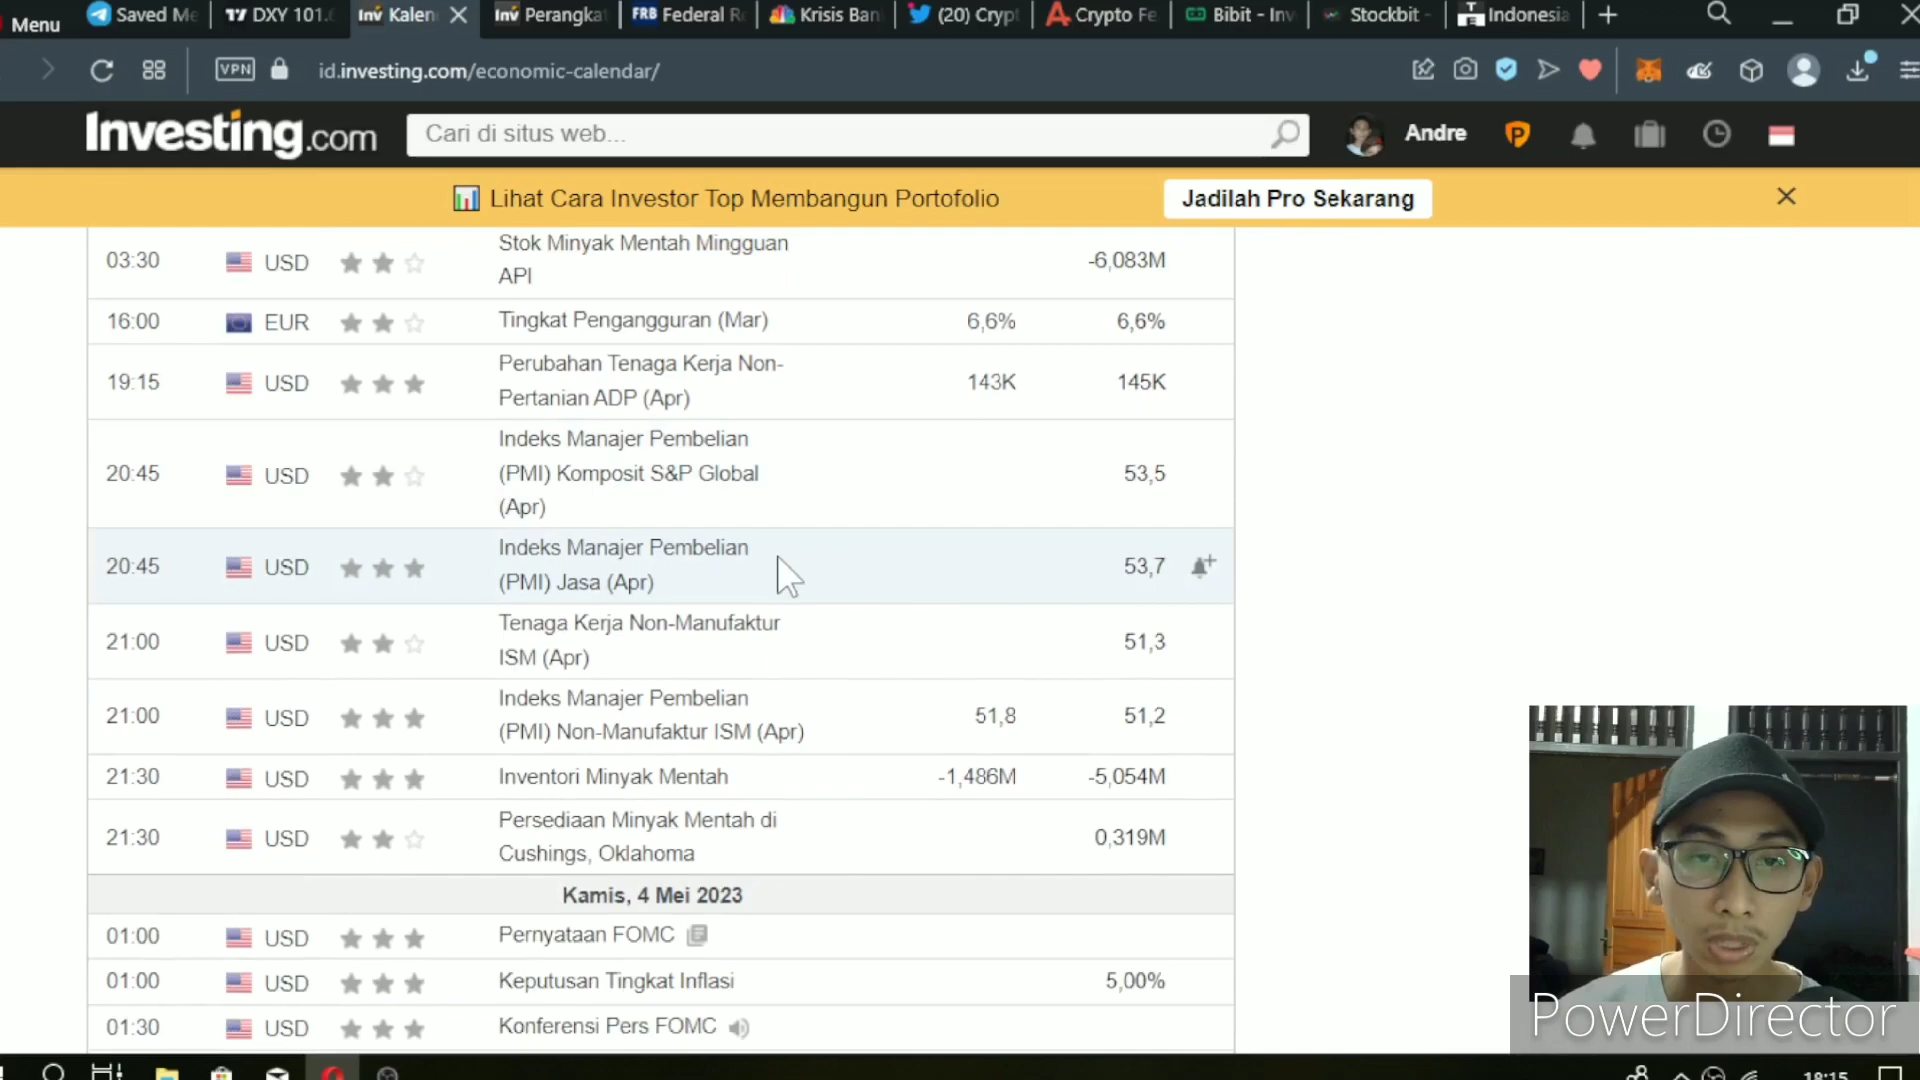 Menu
Saved Me
DXY 101.
Kalen
Perangkat
FRB Federal R
Krisis Ban
(20) Crypt
Crypto Fe
Bibit - Inv
Stockbit -
Indonesia
VPN
id.investing.com/economic-calendar/
Investing.com
Cari di situs web...
Andre
Lihat Cara Investor Top Membangun Portofolio
Jadilah Pro Sekarang
03:30 USD Stok Minyak Mentah Mingguan
API -6,083M
16:00 EUR Tingkat Pengangguran (Mar) 6,6% 6,6%
19:15 USD Perubahan Tenaga Kerja Non-
Pertanian ADP (Apr) 143K 145K
20:45 USD Indeks Manajer Pembelian
(PMI) Komposit S&P Global
(Apr) 53,5
20:45 USD Indeks Manajer Pembelian
(PMI) Jasa (Apr) 53,7
21:00 USD Tenaga Kerja Non-Manufaktur
ISM (Apr) 51,3
21:00 USD Indeks Manajer Pembelian
(PMI) Non-Manufaktur ISM (Apr) 51,8 51,2
21:30 USD Inventori Minyak Mentah -1,486M -5,054M
21:30 USD Persediaan Minyak Mentah di
Cushings, Oklahoma 0,319M
Kamis, 4 Mei 2023
01:00 USD Pernyataan FOMC
01:00 USD Keputusan Tingkat Inflasi 5,00%
01:30 USD Konferensi Pers FOMC
PowerDirector
18:15